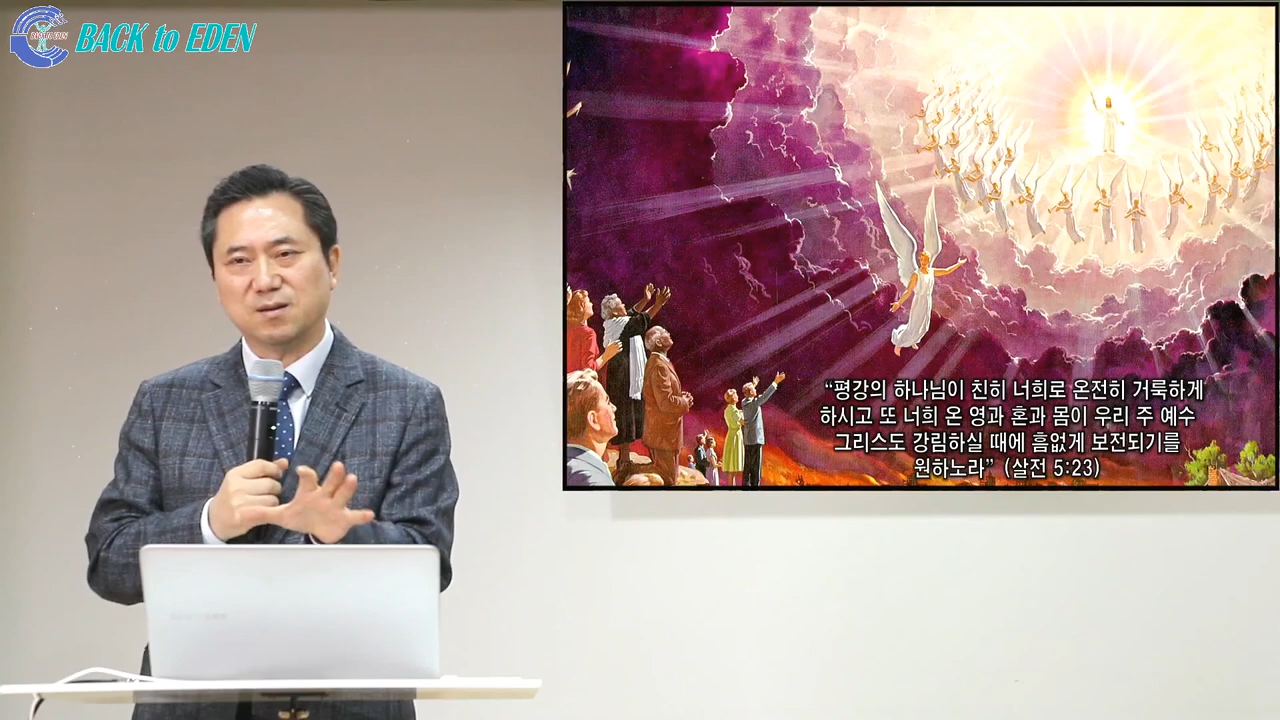 BACK to EDEN
BACK TO EDEN
“평강의 하나님이 친히 너희로 온전히 거룩하게
하시고 또 너희 온 영과 혼과 몸이 우리 주 예수
그리스도 강림하실 때에 흠없게 보전되기를
원하노라” (살전 5:23)